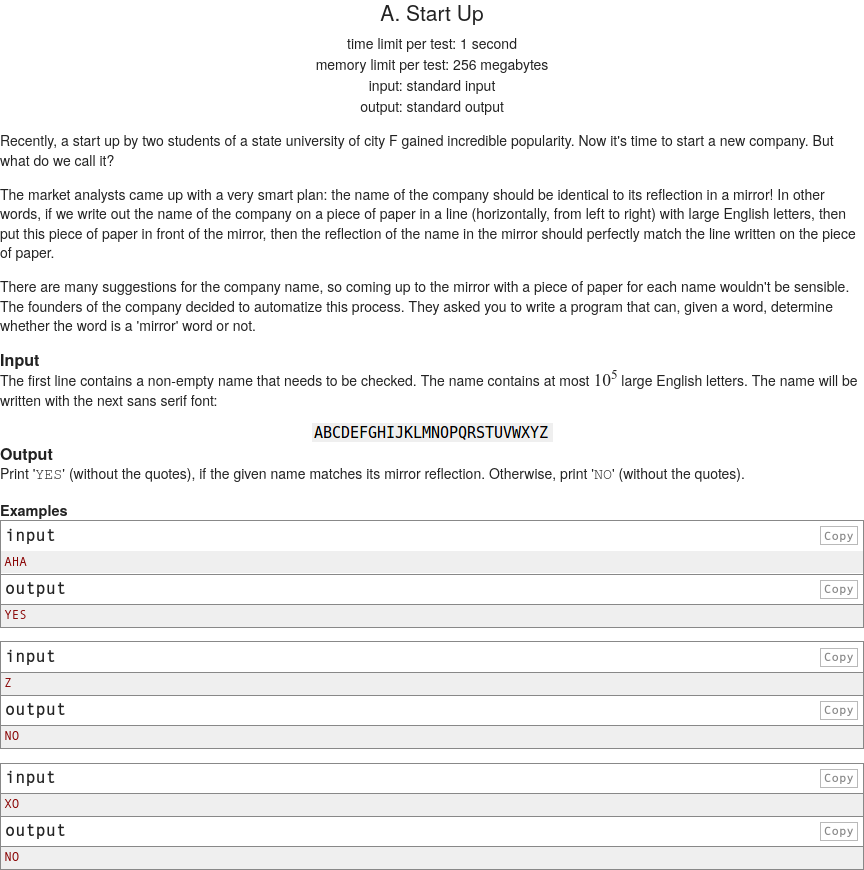 A. Start Up
time limit per test: 1 second
memory limit per test: 256 megabytes
input: standard input
output: standard output
Recently, a start up by two students of a state university of city F gained incredible popularity. Now it's time to start a new company. But
what do we call it?
The market analysts came up with a very smart plan: the name of the company should be identical to its reflection in a mirror! In other
words, if we write out the name of the company on a piece of paper in a line (horizontally, from left to right) with large English letters, then
put this piece of paper in front of the mirror, then the reflection of the name in the mirror should perfectly match the line written on the piece
of paper.
There are many suggestions for the company name, so coming up to the mirror with a piece of paper for each name wouldn't be sensible.
The founders of the company decided to automatize this process. They asked you to write a program that can, given a word, determine
whether the word is a 'mirror' word or not.
Input
The first line contains a non-empty name that needs to be checked. The name contains at most 10⁵ large English letters. The name will be
written with the next sans serif font:
ABCDEFGHIJKLMNOPQRSTUVWXYZ
Output
Print 'YES' (without the quotes), if the given name matches its mirror reflection. Otherwise, print 'NO' (without the quotes).
Examples
input Copy
AHA
output Copy
YES
input Copy
Z
output Copy
NO
input Copy
XO
output Copy
NO